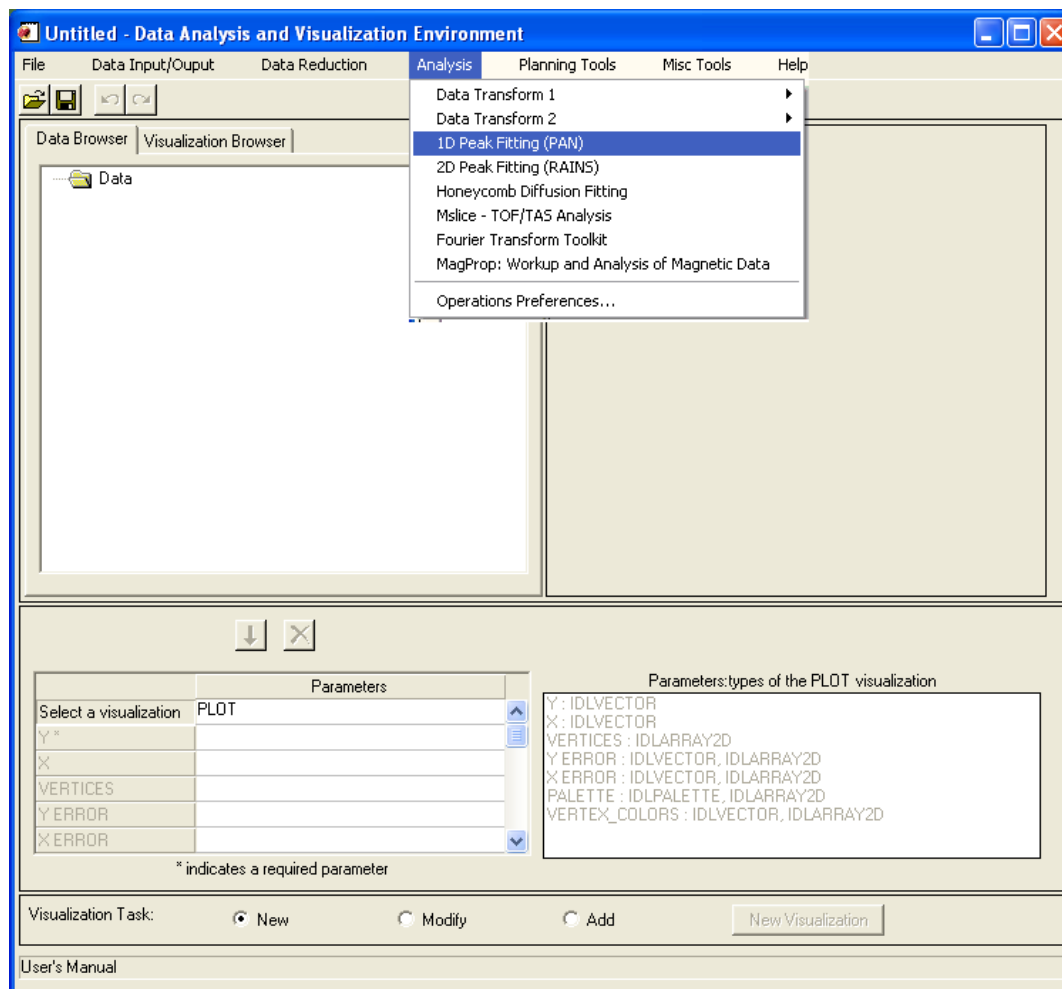 Untitled - Data Analysis and Visualization Environment
File Data Input/Ouput Data Reduction Analysis Planning Tools Misc Tools Help
Data Transform 1
Data Transform 2
1D Peak Fitting (PAN)
2D Peak Fitting (RAINS)
Honeycomb Diffusion Fitting
Mslice - TOF/TAS Analysis
Fourier Transform Toolkit
MagProp: Workup and Analysis of Magnetic Data
Operations Preferences...
Data Browser Visualization Browser
Data
Parameters
Select a visualization PLOT
Y *
X
VERTICES
Y ERROR
X ERROR
* indicates a required parameter
Parameters:types of the PLOT visualization
Y : IDLVECTOR
X : IDLVECTOR
VERTICES : IDLARRAY2D
Y ERROR : IDLVECTOR, IDLARRAY2D
X ERROR : IDLVECTOR, IDLARRAY2D
PALETTE : IDLPALETTE, IDLARRAY2D
VERTEX_COLORS : IDLVECTOR, IDLARRAY2D
Visualization Task: New Modify Add New Visualization
User's Manual